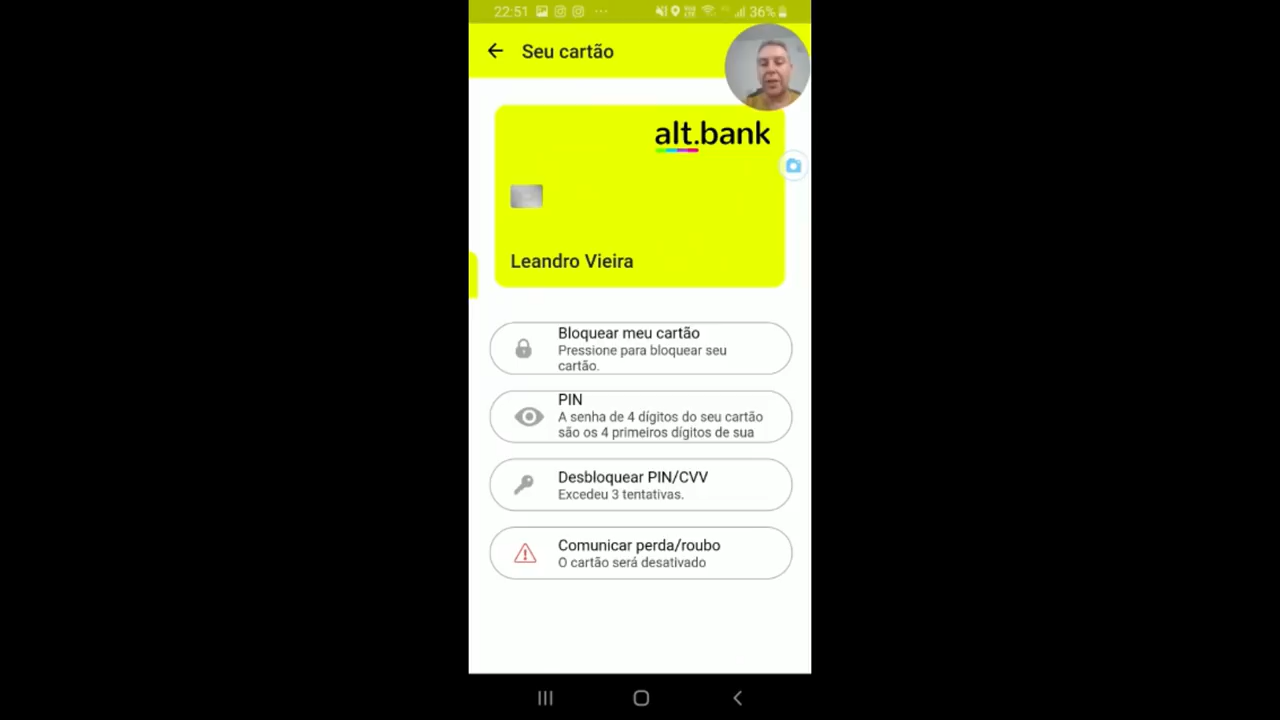 22:51 36%
Seu cartão
alt.bank
Leandro Vieira
Bloquear meu cartão
Pressione para bloquear seu
cartão.
PIN
A senha de 4 dígitos do seu cartão
são os 4 primeiros dígitos de sua
Desbloquear PIN/CVV
Excedeu 3 tentativas.
Comunicar perda/roubo
O cartão será desativado